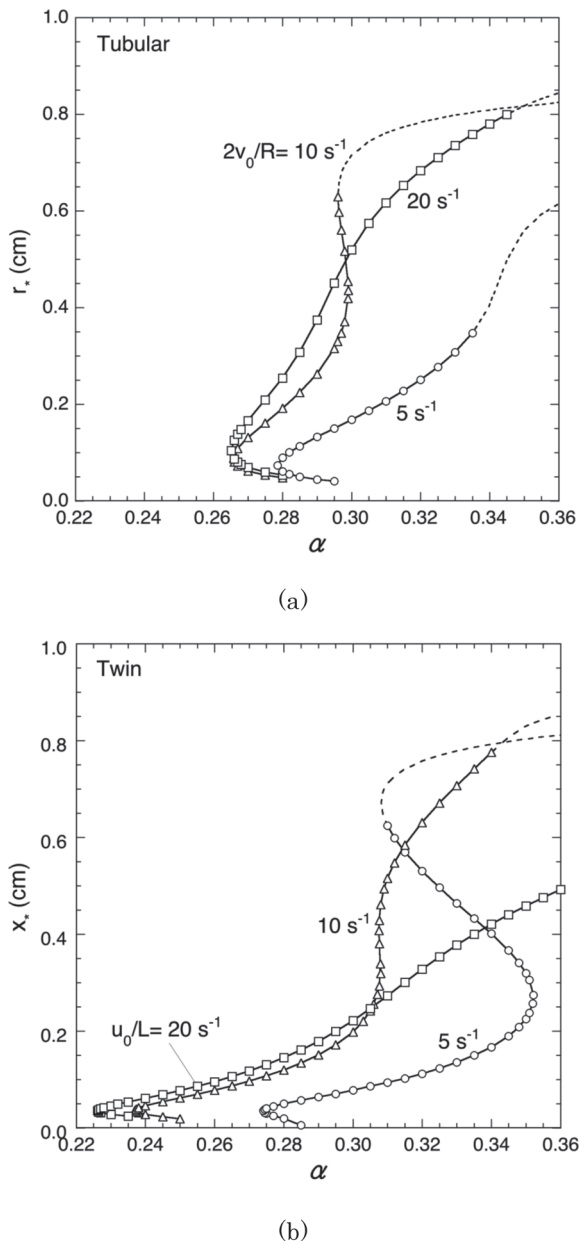 Tubular
1.0
0.8
0.6
0.4
0.2
0.0
r* (cm)
2v₀/R= 10 s⁻¹
20 s⁻¹
5 s⁻¹
0.22 0.24 0.26 0.28 0.30 0.32 0.34 0.36
α
(a)
Twin
1.0
0.8
0.6
0.4
0.2
0.0
x* (cm)
10 s⁻¹
u₀/L= 20 s⁻¹
5 s⁻¹
0.22 0.24 0.26 0.28 0.30 0.32 0.34 0.36
α
(b)